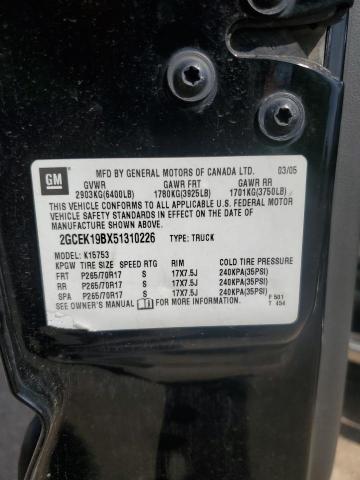 GM
MFD BY GENERAL MOTORS OF CANADA LTD. 03/05
GVWR GAWR FRT GAWR RR
2903KG(6400LB) 1780KG(3925LB) 1701KG(3750LB)
THIS VEHICLE CONFORMS TO ALL APPLICABLE U.S. FEDERAL MOTOR
VEHICLE SAFETY STANDARDS IN EFFECT ON THE DATE OF
MANUFACTURE SHOWN ABOVE.
2GCEK19BX51310226 TYPE: TRUCK
MODEL: K15753
KPGW TIRE SIZE SPEED RTG RIM COLD TIRE PRESSURE
FRT P265/70R17 S 17X7.5J 240KPA(35PSI)
RR P265/70R17 S 17X7.5J 240KPA(35PSI)
SPA P265/70R17 S 17X7.5J 240KPA(35PSI)
SEE OWNER'S MANUAL FOR MORE INFORMATION. F 501
T 454